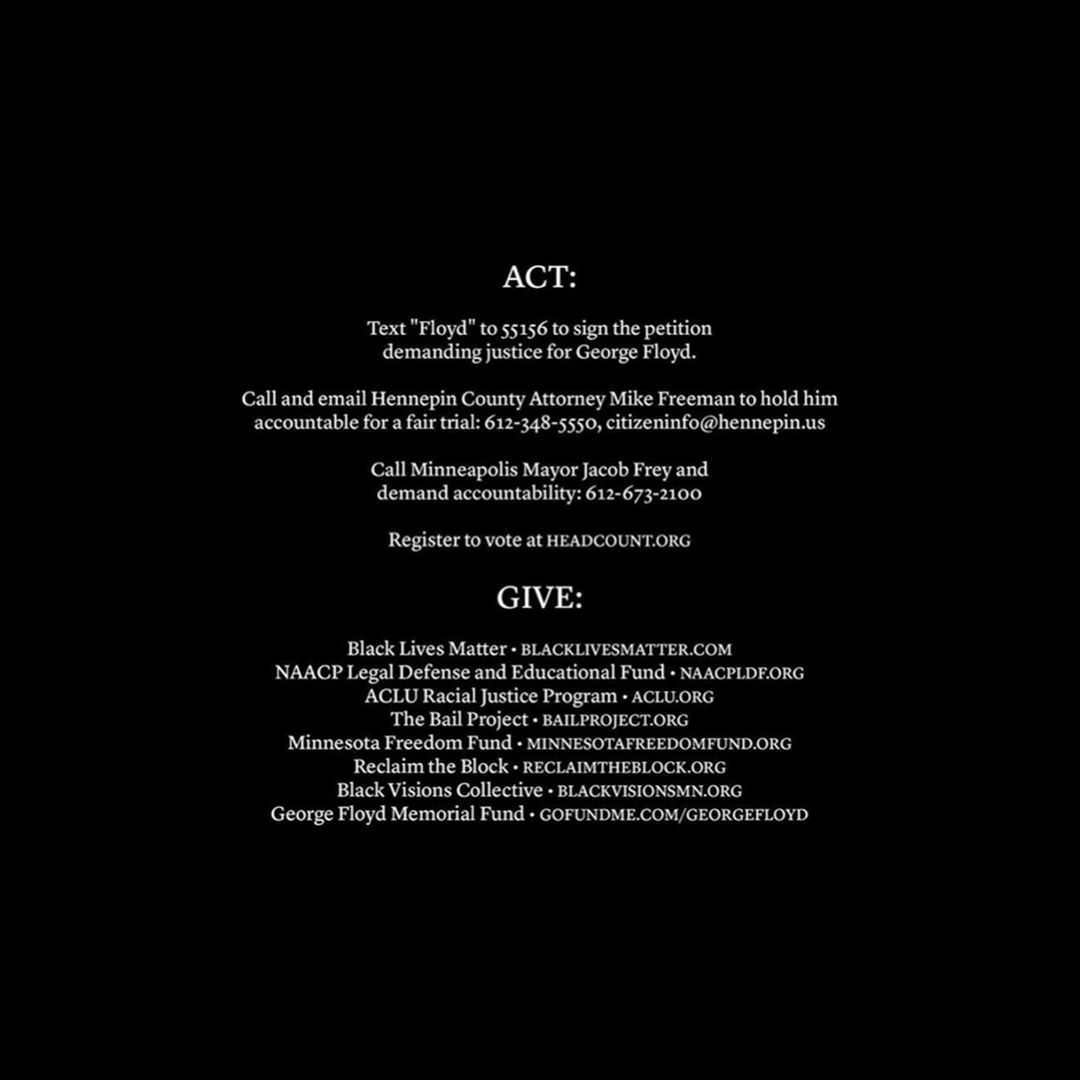 ACT:
Text "Floyd" to 55156 to sign the petition
demanding justice for George Floyd.
Call and email Hennepin County Attorney Mike Freeman to hold him
accountable for a fair trial: 612-348-5550, citizeninfo@hennepin.us
Call Minneapolis Mayor Jacob Frey and
demand accountability: 612-673-2100
Register to vote at HEADCOUNT.ORG
GIVE:
Black Lives Matter • BLACKLIVESMATTER.COM
NAACP Legal Defense and Educational Fund • NAACPLDF.ORG
ACLU Racial Justice Program • ACLU.ORG
The Bail Project • BAILPROJECT.ORG
Minnesota Freedom Fund • MINNESOTAFREEDOMFUND.ORG
Reclaim the Block • RECLAIMTHEBLOCK.ORG
Black Visions Collective • BLACKVISIONSMN.ORG
George Floyd Memorial Fund • GOFUNDME.COM/GEORGEFLOYD